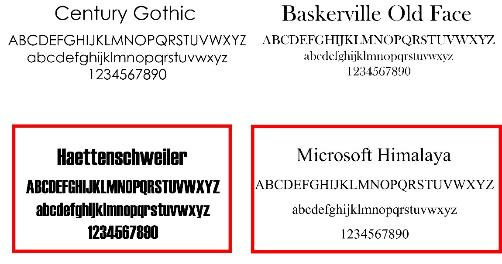 Century Gothic
ABCDEFGHIJKLMNOPQRSTUVWXYZ
abcdefghijklmnopqrstuvwxyz
1234567890
Baskerville Old Face
ABCDEFGHIJKLMNOPQRSTUVWXYZ
abcdefghijklmnopqrstuvwxyz
1234567890
Haettenschweiler
ABCDEFGHIJKLMNOPQRSTUVWXYZ
abcdefghijklmnopqrstuvwxyz
1234567890
Microsoft Himalaya
ABCDEFGHIJKLMNOPQRSTUVWXYZ
abcdefghijklmnopqrstuvwxyz
1234567890